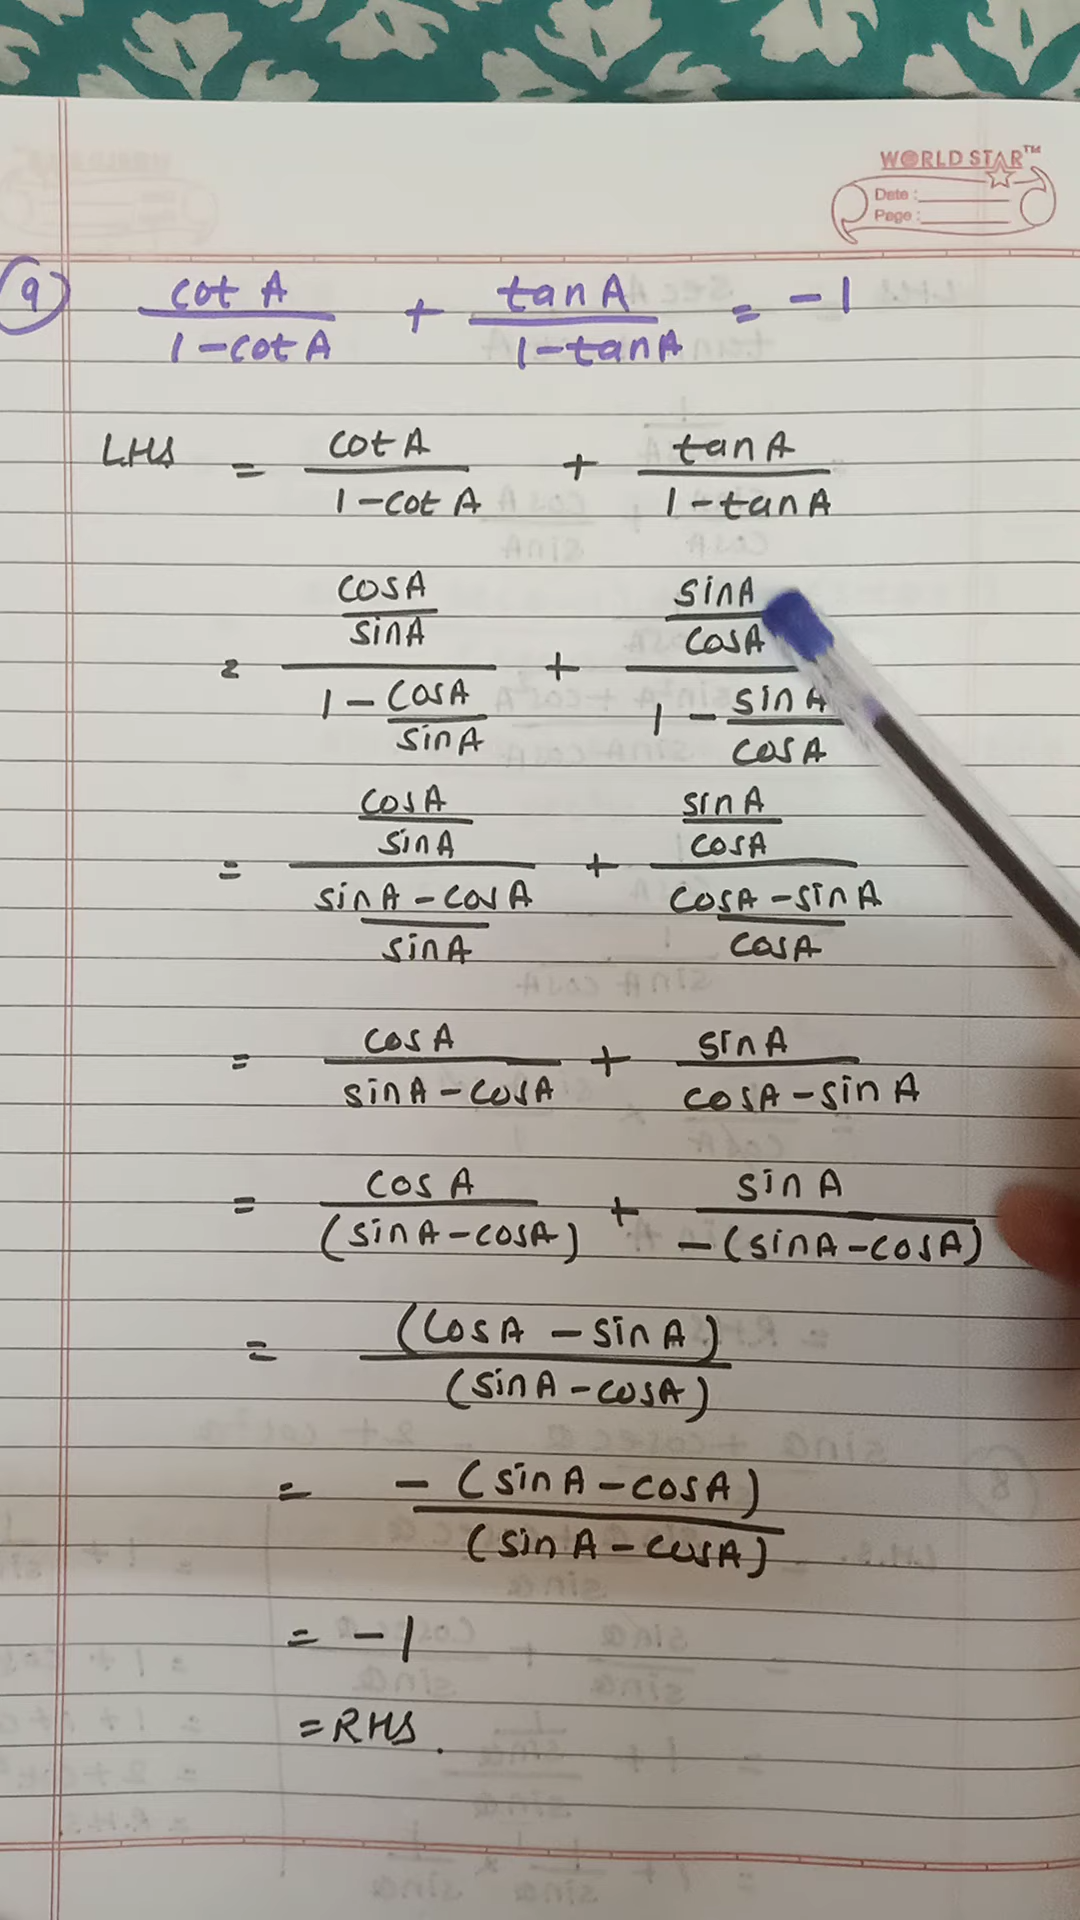 WORLD STAR™
Date :
Page :
(9) cot A / 1 - cot A + tan A / 1 - tan A = -1
LHS = cot A / 1 - cot A + tan A / 1 - tan A
= (cos A / sin A) / (1 - cos A / sin A) + (sin A / cos A) / (1 - sin A / cos A)
= (cos A / sin A) / (sin A - cos A / sin A) + (sin A / cos A) / (cos A - sin A / cos A)
= cos A / sin A - cos A + sin A / cos A - sin A
= cos A / (sin A - cos A) + sin A / -(sin A - cos A)
= (cos A - sin A) / (sin A - cos A)
= -(sin A - cos A) / (sin A - cos A)
= -1
= RHS.